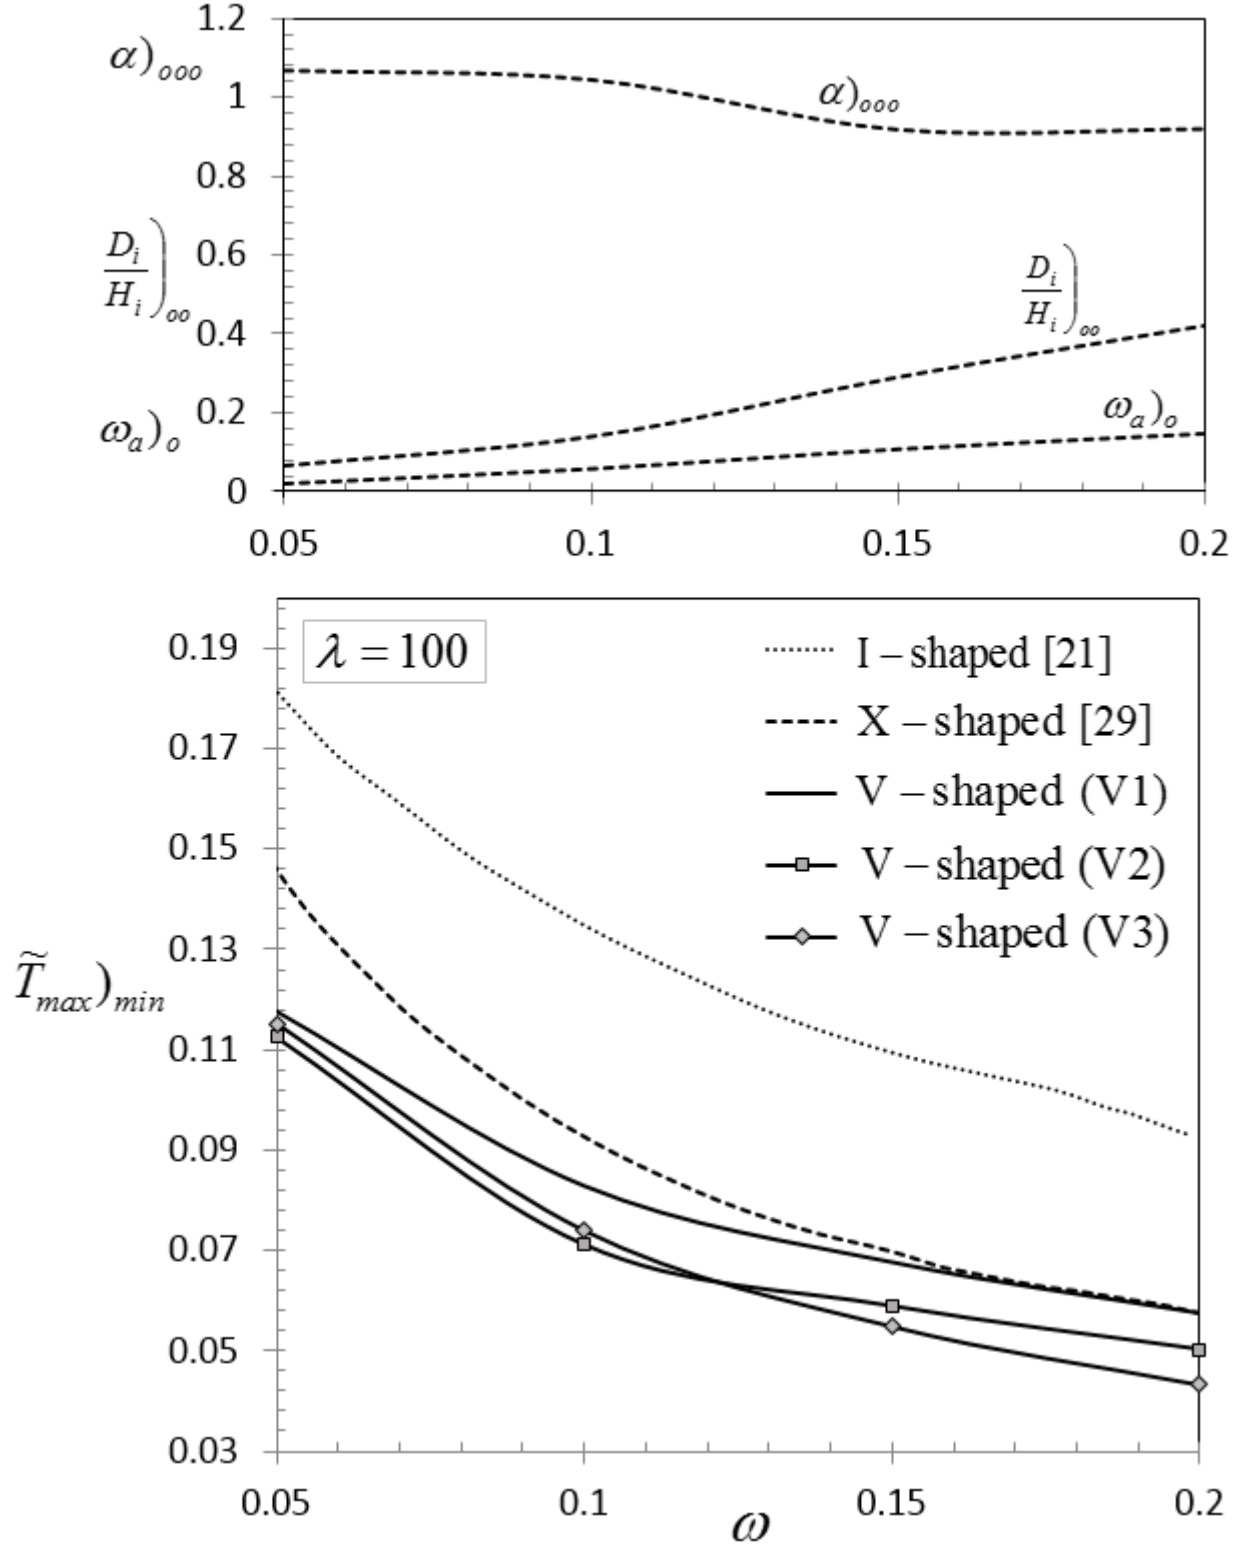 1.2
α)ooo
1
α)ooo
0.8
Di/Hi)oo
0.6
Di/Hi)oo
0.4
ωa)o
0.2
ωa)o
0
0.05 0.1 0.15 0.2
λ = 100
0.19
I – shaped [21]
X – shaped [29]
0.17
V – shaped (V1)
0.15
V – shaped (V2)
V – shaped (V3)
0.13
T̃max)min
0.11
0.09
0.07
0.05
0.03
0.05 0.1 0.15 0.2
ω